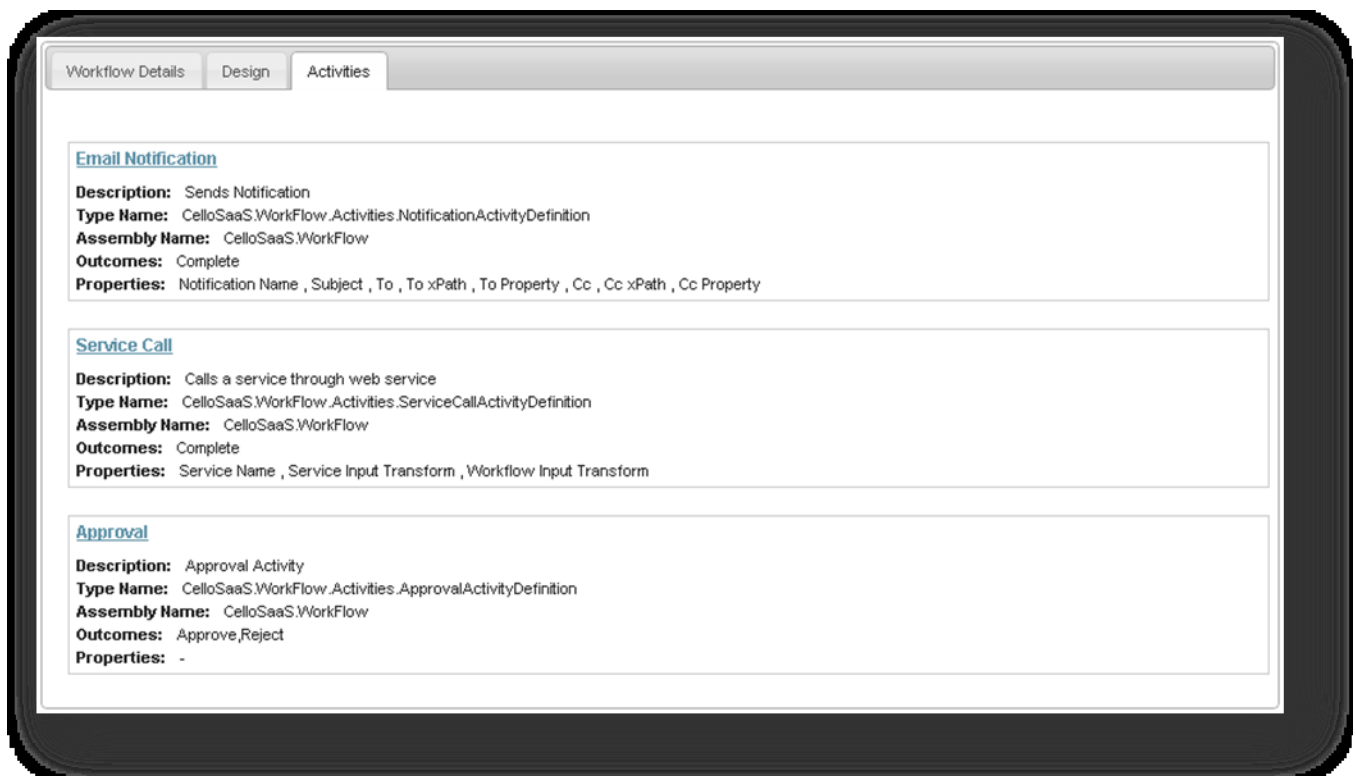 Workflow Details Design Activities
Email Notification
Description: Sends Notification
Type Name: CelloSaaS.WorkFlow.Activities.NotificationActivityDefinition
Assembly Name: CelloSaaS.WorkFlow
Outcomes: Complete
Properties: Notification Name , Subject , To , To xPath , To Property , Cc , Cc xPath , Cc Property
Service Call
Description: Calls a service through web service
Type Name: CelloSaaS.WorkFlow.Activities.ServiceCallActivityDefinition
Assembly Name: CelloSaaS.WorkFlow
Outcomes: Complete
Properties: Service Name , Service Input Transform , Workflow Input Transform
Approval
Description: Approval Activity
Type Name: CelloSaaS.WorkFlow.Activities.ApprovalActivityDefinition
Assembly Name: CelloSaaS.WorkFlow
Outcomes: Approve,Reject
Properties: -